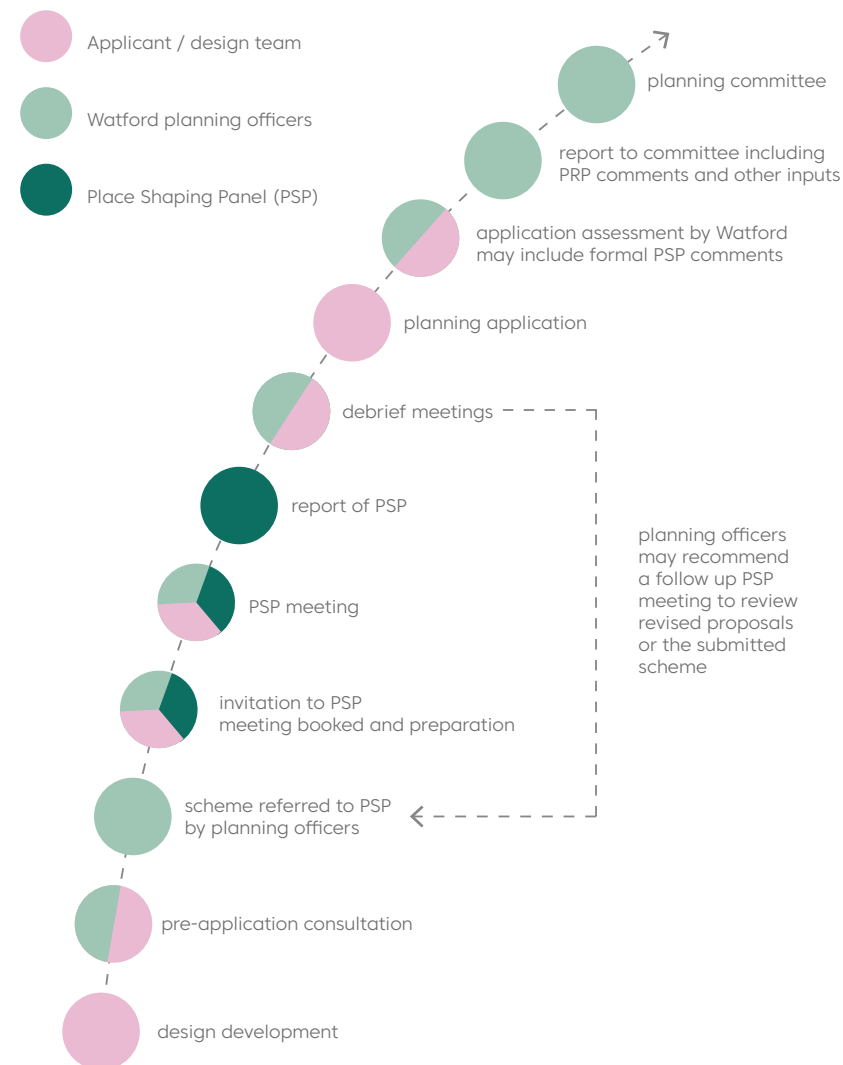 Applicant / design team
Watford planning officers
Place Shaping Panel (PSP)
planning committee
report to committee including
PRP comments and other inputs
application assessment by Watford
may include formal PSP comments
planning application
debrief meetings
report of PSP
planning officers
may recommend
a follow up PSP
meeting to review
revised proposals
or the submitted
scheme
PSP meeting
invitation to PSP
meeting booked and preparation
scheme referred to PSP
by planning officers
pre-application consultation
design development